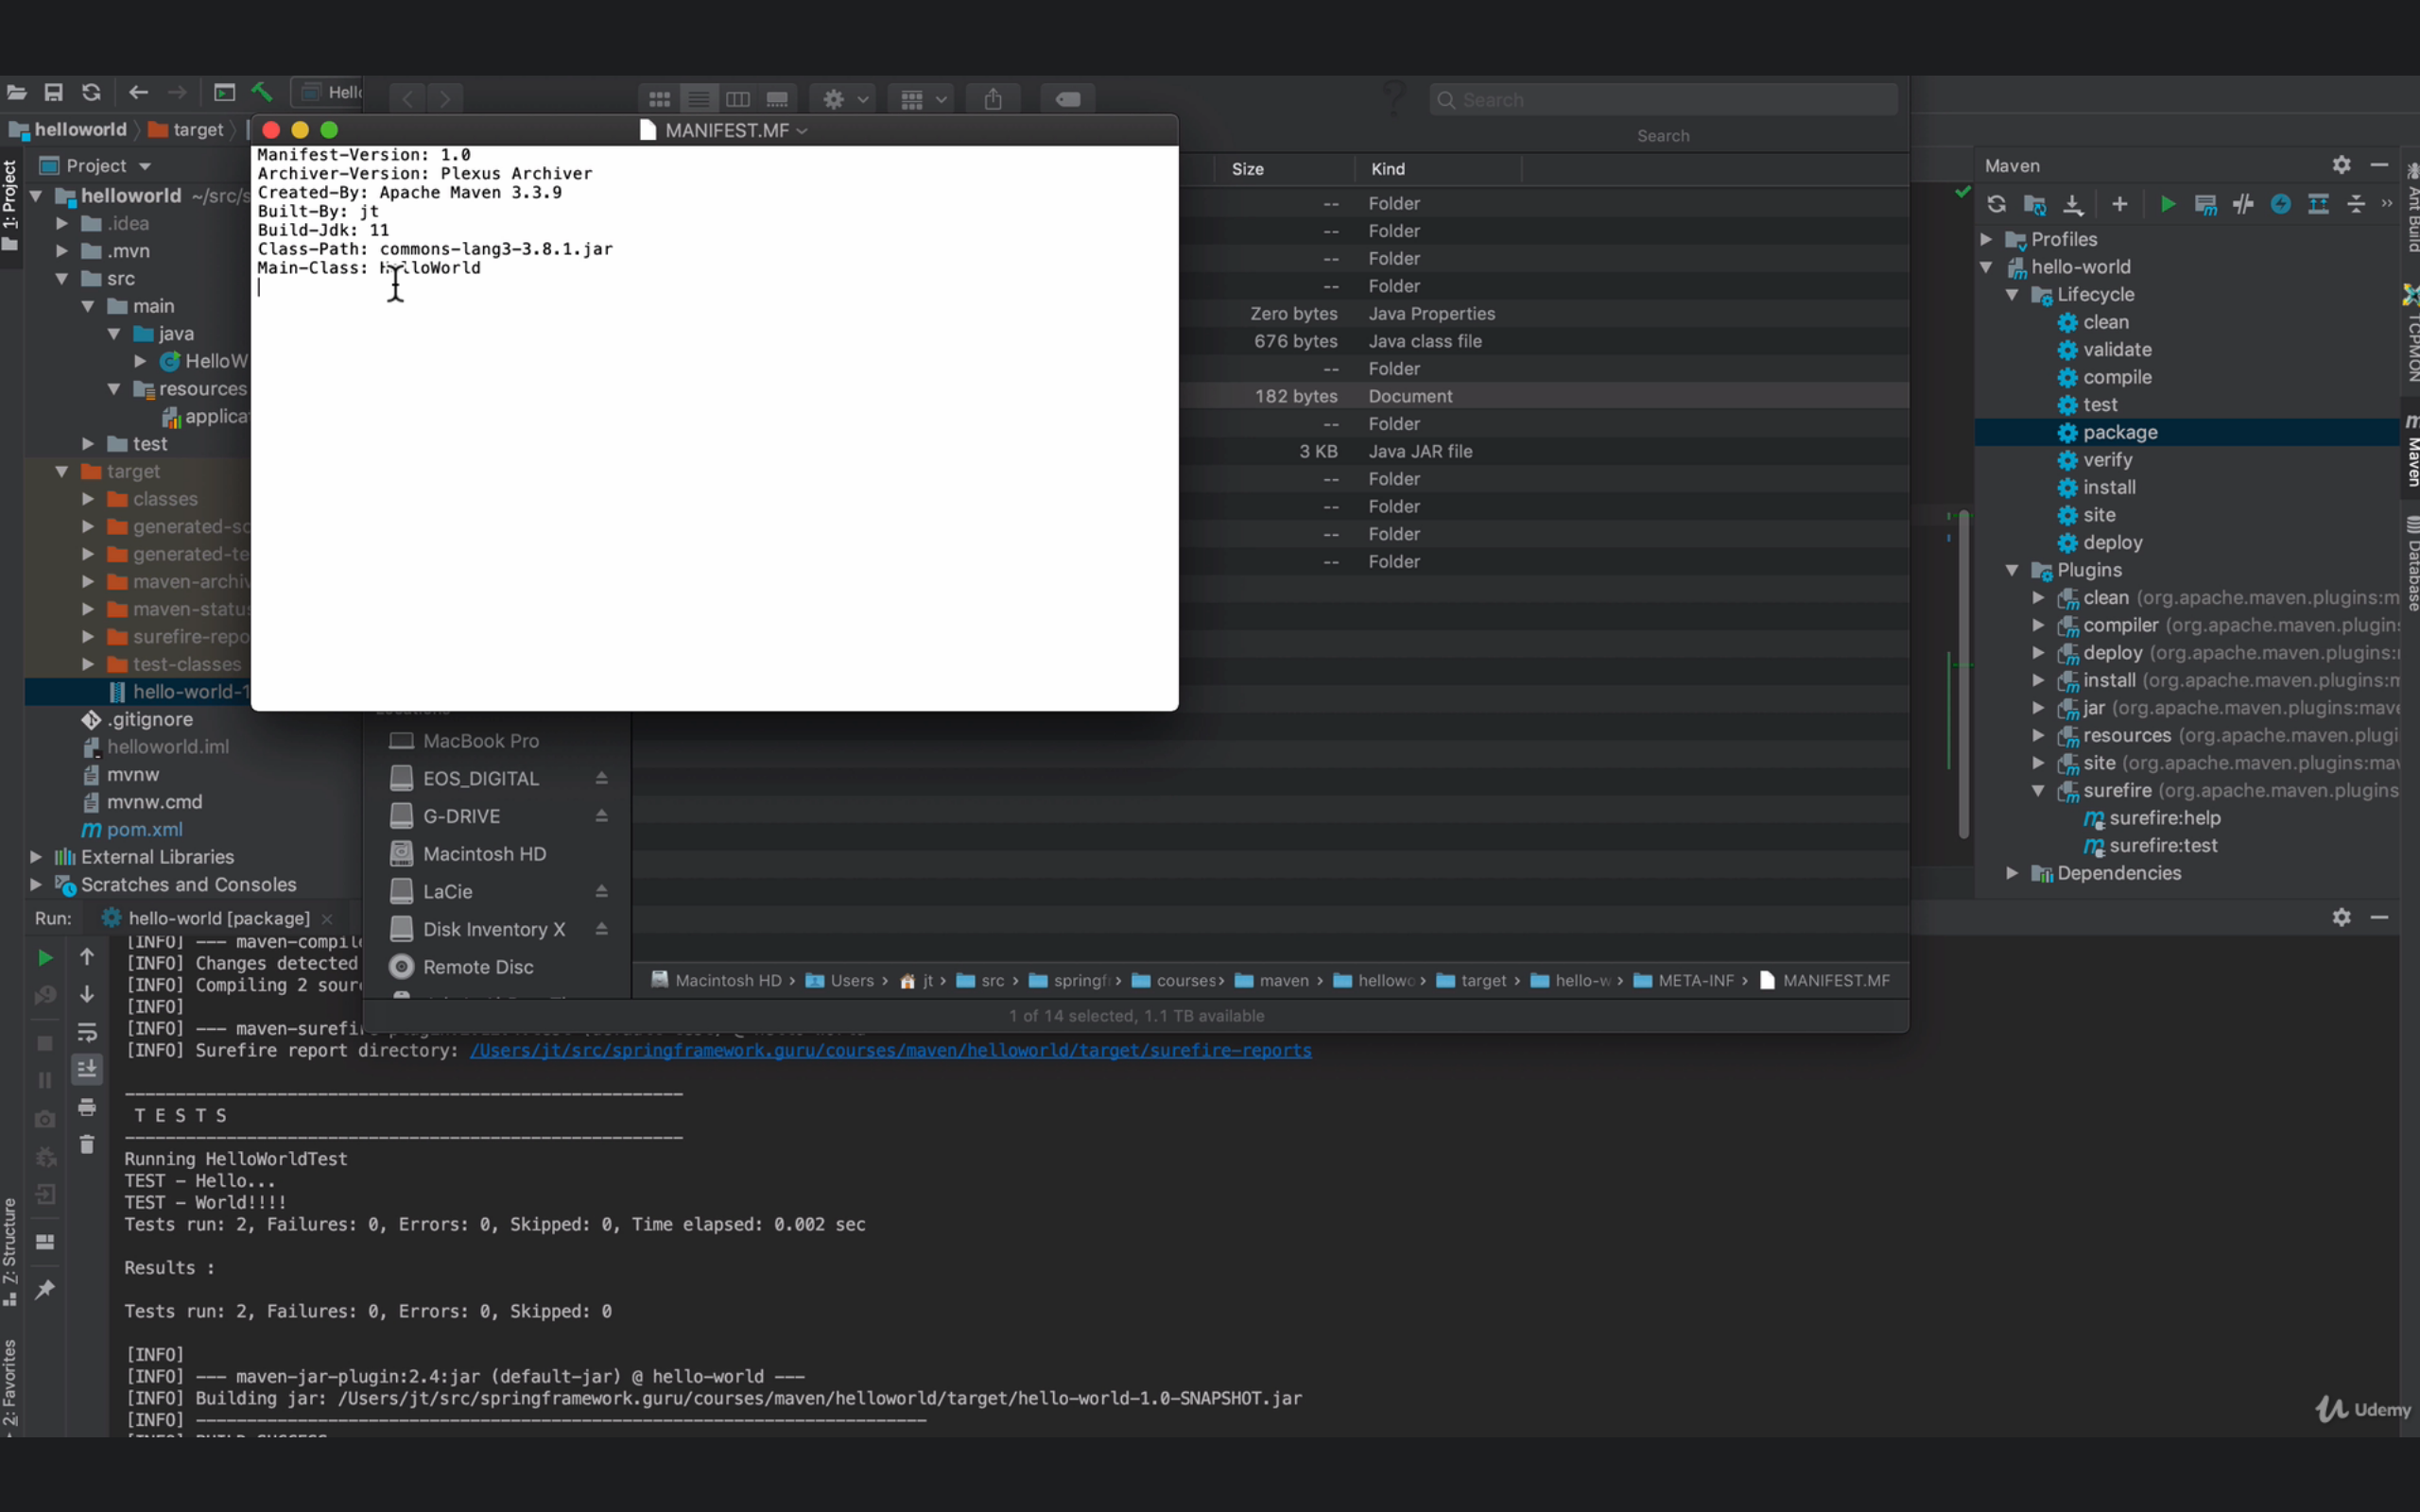 Hello
Search
helloworld
target
MANIFEST.MF
Search
Manifest-Version: 1.0
Archiver-Version: Plexus Archiver
Created-By: Apache Maven 3.3.9
Built-By: jt
Build-Jdk: 11
Class-Path: commons-lang3-3.8.1.jar
Main-Class: HelloWorld
1: Project
Project
helloworld ~/src/s
.idea
.mvn
src
main
java
HelloW
resources
applica
test
target
classes
generated-so
generated-te
maven-archiv
maven-status
surefire-repo
test-classes
hello-world-1
.gitignore
helloworld.iml
mvnw
mvnw.cmd
pom.xml
External Libraries
Scratches and Consoles
Size Kind
-- Folder
-- Folder
-- Folder
-- Folder
Zero bytes Java Properties
676 bytes Java class file
-- Folder
182 bytes Document
-- Folder
3 KB Java JAR file
-- Folder
-- Folder
-- Folder
-- Folder
MacBook Pro
EOS_DIGITAL
G-DRIVE
Macintosh HD
LaCie
Disk Inventory X
Remote Disc
Macintosh HD › Users › jt › src › springf › courses › maven › hellowo › target › hello-w › META-INF › MANIFEST.MF
1 of 14 selected, 1.1 TB available
Maven
Profiles
hello-world
Lifecycle
clean
validate
compile
test
package
verify
install
site
deploy
Plugins
clean (org.apache.maven.plugins:m
compiler (org.apache.maven.plugins
deploy (org.apache.maven.plugins:
install (org.apache.maven.plugins:m
jar (org.apache.maven.plugins:mave
resources (org.apache.maven.plugi
site (org.apache.maven.plugins:mav
surefire (org.apache.maven.plugins
surefire:help
surefire:test
Dependencies
Ant Build
TCPMON
Maven
Database
Run: hello-world [package]
[INFO] --- maven-compile
[INFO] Changes detected
[INFO] Compiling 2 sour
[INFO]
[INFO] --- maven-surefi
[INFO] Surefire report directory: /Users/jt/src/springframework.guru/courses/maven/helloworld/target/surefire-reports
-------------------------------------------------------
T E S T S
-------------------------------------------------------
Running HelloWorldTest
TEST - Hello...
TEST - World!!!!
Tests run: 2, Failures: 0, Errors: 0, Skipped: 0, Time elapsed: 0.002 sec
Results :
Tests run: 2, Failures: 0, Errors: 0, Skipped: 0
[INFO]
[INFO] --- maven-jar-plugin:2.4:jar (default-jar) @ hello-world ---
[INFO] Building jar: /Users/jt/src/springframework.guru/courses/maven/helloworld/target/hello-world-1.0-SNAPSHOT.jar
[INFO] ------------------------------------------------------------------------
Z: Structure
2: Favorites
Udemy